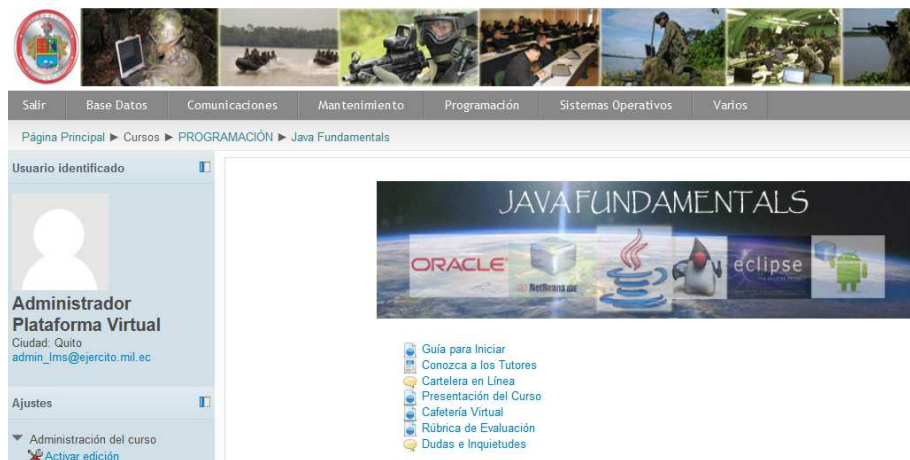 Salir Base Datos Comunicaciones Mantenimiento Programación Sistemas Operativos Varios
Página Principal ► Cursos ► PROGRAMACIÓN ► Java Fundamentals
Usuario identificado
JAVA FUNDAMENTALS
ORACLE
NetBeans IDE
eclipse
Administrador
Plataforma Virtual
Ciudad: Quito
admin_lms@ejercito.mil.ec
Guía para Iniciar
Conozca a los Tutores
Cartelera en Línea
Presentación del Curso
Cafetería Virtual
Rúbrica de Evaluación
Dudas e Inquietudes
Ajustes
Administración del curso
Activar edición